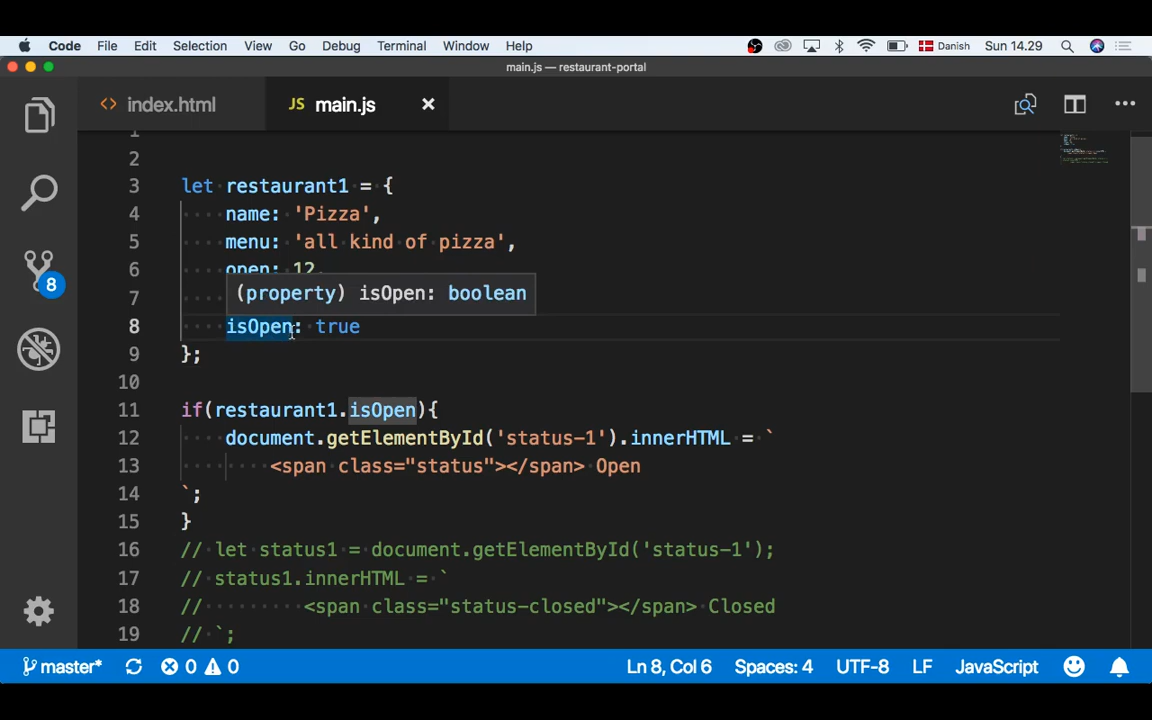 Code File Edit Selection View Go Debug Terminal Window Help Danish Sun 14.29
main.js — restaurant-portal
index.html JS main.js
1
2
3 let restaurant1 = {
4 name: 'Pizza',
5 menu: 'all kind of pizza',
6 open: 12,
7 (property) isOpen: boolean
8 isOpen: true
9 };
10
11 if(restaurant1.isOpen){
12 document.getElementById('status-1').innerHTML = `
13 <span class="status"></span> Open
14 `;
15 }
16 // let status1 = document.getElementById('status-1');
17 // status1.innerHTML = `
18 // <span class="status-closed"></span> Closed
19 // `;
8
master* 0 0 Ln 8, Col 6 Spaces: 4 UTF-8 LF JavaScript